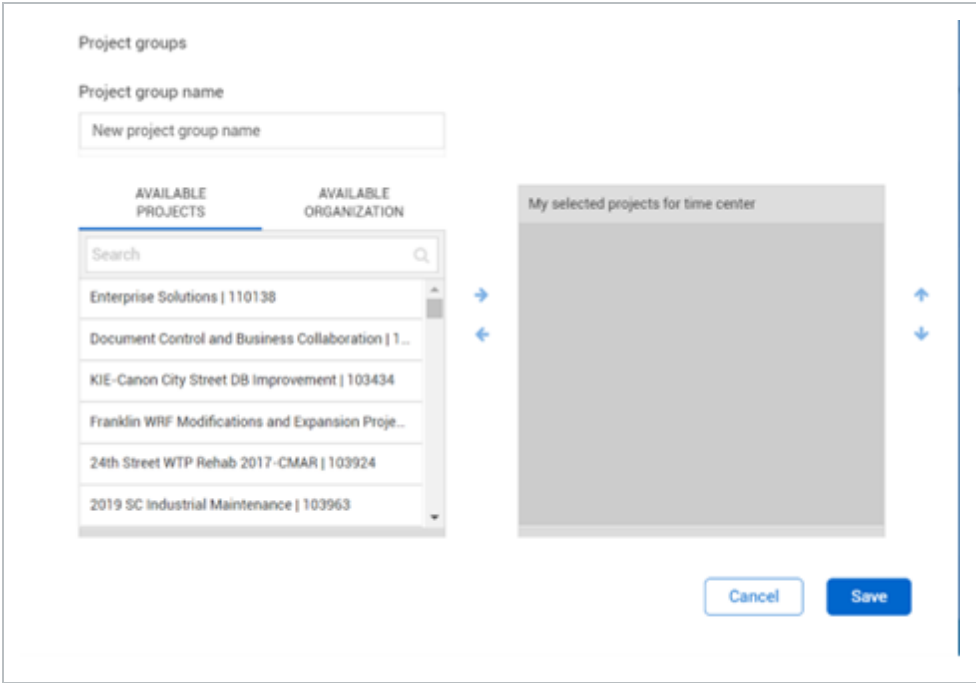 Project groups
Project group name
New project group name
AVAILABLE
PROJECTS
AVAILABLE
ORGANIZATION
Search
Enterprise Solutions | 110138
Document Control and Business Collaboration | 1...
KIE-Canon City Street DB Improvement | 103434
Franklin WRF Modifications and Expansion Proje...
24th Street WTP Rehab 2017-CMAR | 103924
2019 SC Industrial Maintenance | 103963
My selected projects for time center
Cancel
Save